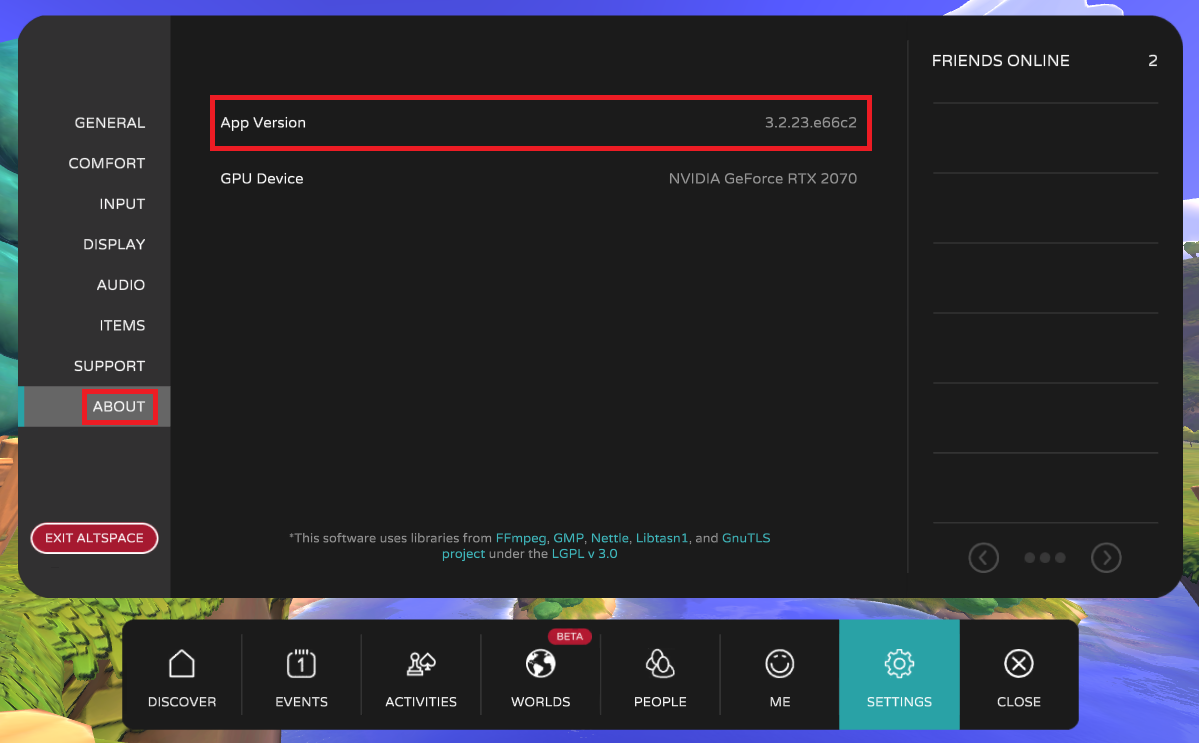 GENERAL
COMFORT
INPUT
DISPLAY
AUDIO
ITEMS
SUPPORT
ABOUT
EXIT ALTSPACE
App Version 3.2.23.e66c2
GPU Device NVIDIA GeForce RTX 2070
*This software uses libraries from FFmpeg, GMP, Nettle, Libtasn1, and GnuTLS
project under the LGPL v 3.0
FRIENDS ONLINE 2
DISCOVER
1
EVENTS
ACTIVITIES
BETA
WORLDS
PEOPLE
ME
SETTINGS
CLOSE